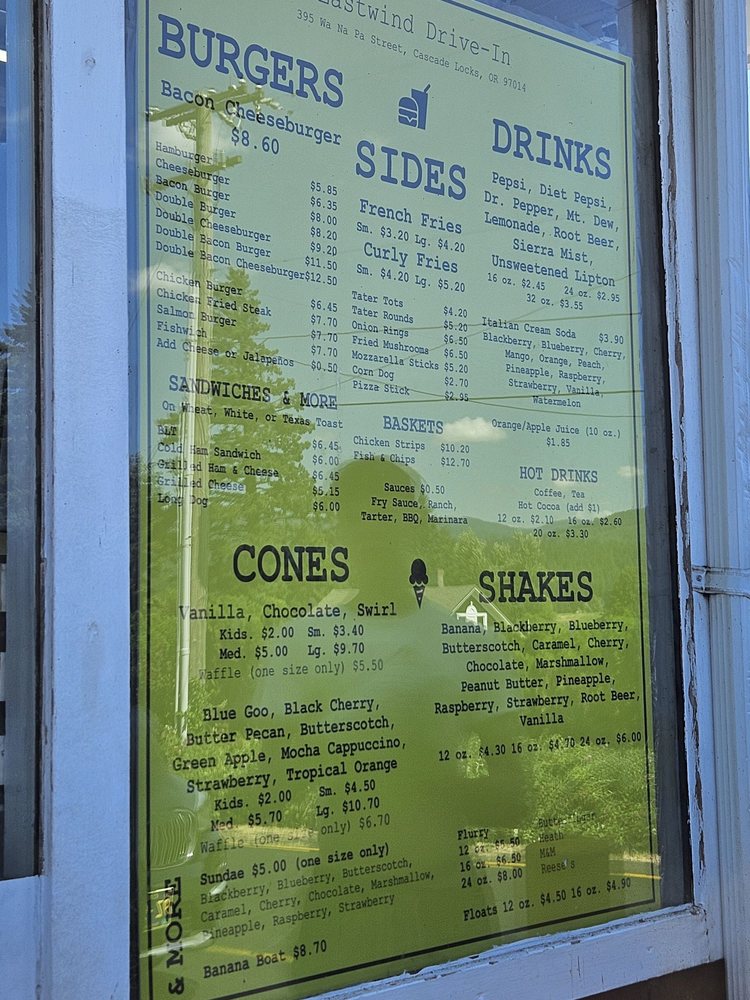 Eastwind Drive-In
395 Wa Na Pa Street, Cascade Locks, OR 97014
BURGERS
Bacon Cheeseburger
$8.60
Hamburger $5.85
Cheeseburger $6.35
Bacon Burger $8.00
Double Burger $8.20
Double Cheeseburger $9.20
Double Bacon Burger $11.50
Double Bacon Cheeseburger $12.50
Chicken Burger $6.45
Chicken Fried Steak $7.70
Salmon Burger $7.70
Fishwich $7.70
Add Cheese or Jalapeños $0.50
SANDWICHES & MORE
On Wheat, White, or Texas Toast
BLT $6.45
Cold Ham Sandwich $6.00
Grilled Ham & Cheese $6.45
Grilled Cheese $5.15
Long Dog $6.00
SIDES
French Fries
Sm. $3.20 Lg. $4.20
Curly Fries
Sm. $4.20 Lg. $5.20
Tater Tots $4.20
Tater Rounds $5.20
Onion Rings $6.50
Fried Mushrooms $6.50
Mozzarella Sticks $5.20
Corn Dog $2.70
Pizza Stick $2.95
BASKETS
Chicken Strips $10.20
Fish & Chips $12.70
Sauces $0.50
Fry Sauce, Ranch,
Tarter, BBQ, Marinara
DRINKS
Pepsi, Diet Pepsi,
Dr. Pepper, Mt. Dew,
Lemonade, Root Beer,
Sierra Mist,
Unsweetened Lipton
16 oz. $2.45 24 oz. $2.95
32 oz. $3.55
Italian Cream Soda $3.90
Blackberry, Blueberry, Cherry,
Mango, Orange, Peach,
Pineapple, Raspberry,
Strawberry, Vanilla,
Watermelon
Orange/Apple Juice (10 oz.)
$1.85
HOT DRINKS
Coffee, Tea
Hot Cocoa (add $1)
12 oz. $2.10 16 oz. $2.60
20 oz. $3.30
CONES
Vanilla, Chocolate, Swirl
Kids. $2.00 Sm. $3.40
Med. $5.00 Lg. $9.70
Waffle (one size only) $5.50
Blue Goo, Black Cherry,
Butter Pecan, Butterscotch,
Green Apple, Mocha Cappuccino,
Strawberry, Tropical Orange
Kids. $2.00 Sm. $4.50
Med. $5.70 Lg. $10.70
Waffle (one size only) $6.70
Sundae $5.00 (one size only)
Blackberry, Blueberry, Butterscotch,
Caramel, Cherry, Chocolate, Marshmallow,
Pineapple, Raspberry, Strawberry
Banana Boat $8.70
& MORE
SHAKES
Banana, Blackberry, Blueberry,
Butterscotch, Caramel, Cherry,
Chocolate, Marshmallow,
Peanut Butter, Pineapple,
Raspberry, Strawberry, Root Beer,
Vanilla
12 oz. $4.30 16 oz. $4.70 24 oz. $6.00
Flurry
12 oz. $5.50
16 oz. $6.50
24 oz. $8.00
Heath
M&M
Reese's
Floats 12 oz. $4.50 16 oz. $4.90